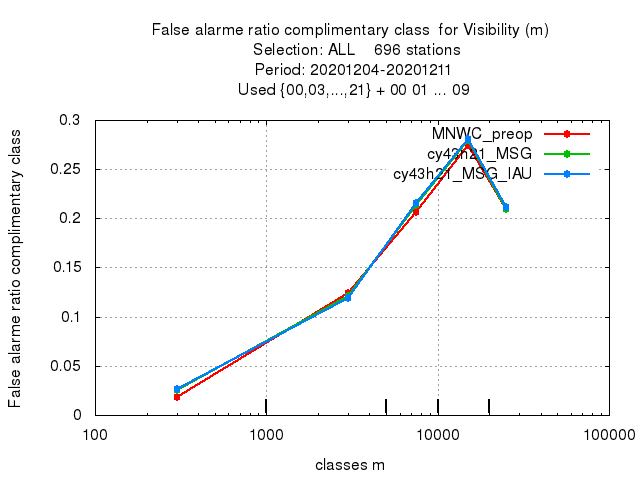 False alarme ratio complimentary class  for Visibility (m)
Selection: ALL    696 stations
Period: 20201204-20201211
Used {00,03,...,21} + 00 01 ... 09
False alarme ratio complimentary class
0.3
0.25
0.2
0.15
0.1
0.05
0
MNWC_preop
cy43h21_MSG
cy43h21_MSG_IAU
100 1000 10000 100000
classes m